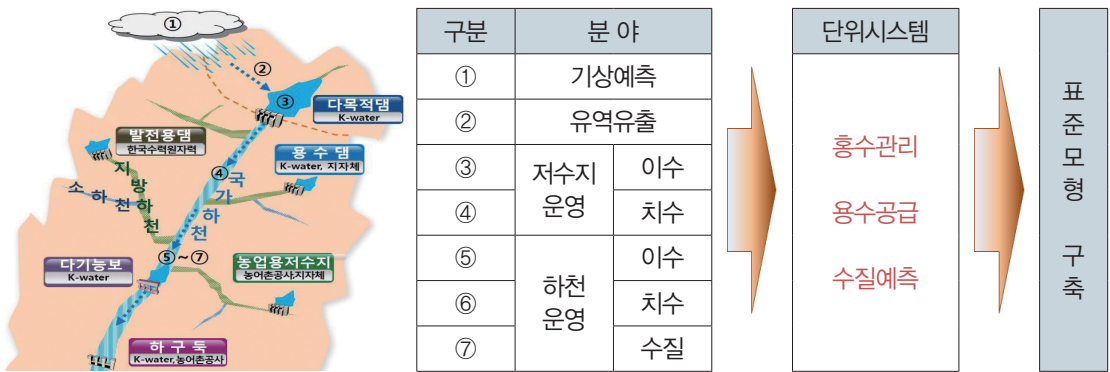 ①
②
③
다목적댐
K-water
발전용댐
한국수력원자력
용수댐
K-water, 지자체
④
국가하천
지방하천
소하천
⑤~⑦
다기능보
K-water
농업용저수지
농어촌공사,지자체
하구둑
K-water,농어촌공사
구분 분 야
① 기상예측
② 유역유출
③ 저수지 운영 이수
④ 치수
⑤ 하천 운영 이수
⑥ 치수
⑦ 수질
단위시스템
홍수관리
용수공급
수질예측
표준모형 구축